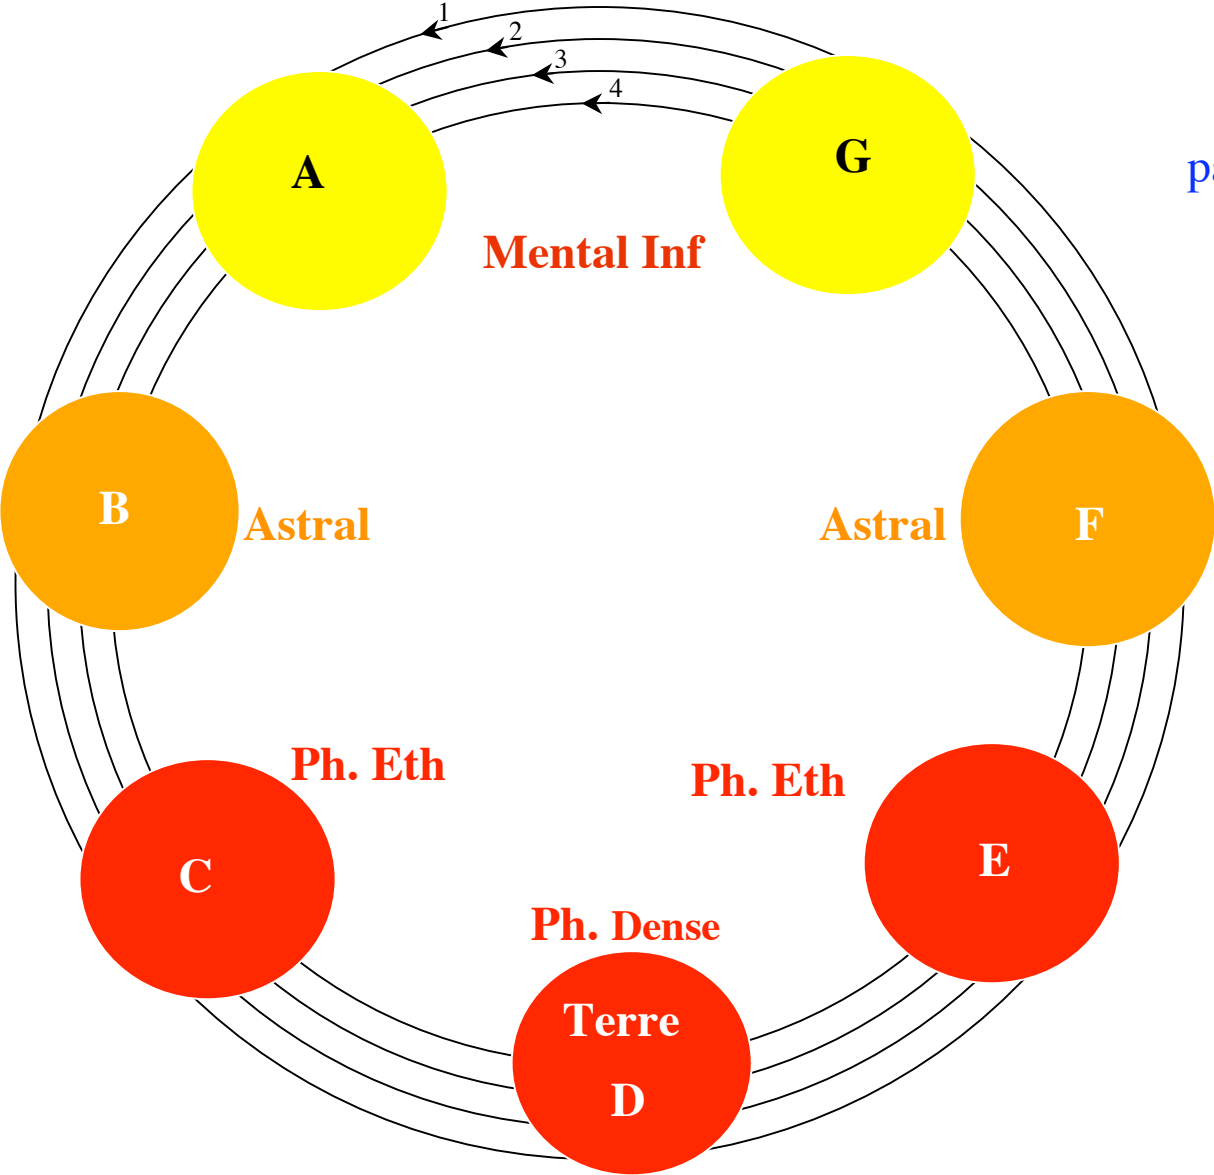 1
2
3
4
A
G
Mental Inf
B
Astral
Astral
F
Ph. Eth
Ph. Eth
C
E
Ph. Dense
Terre
D